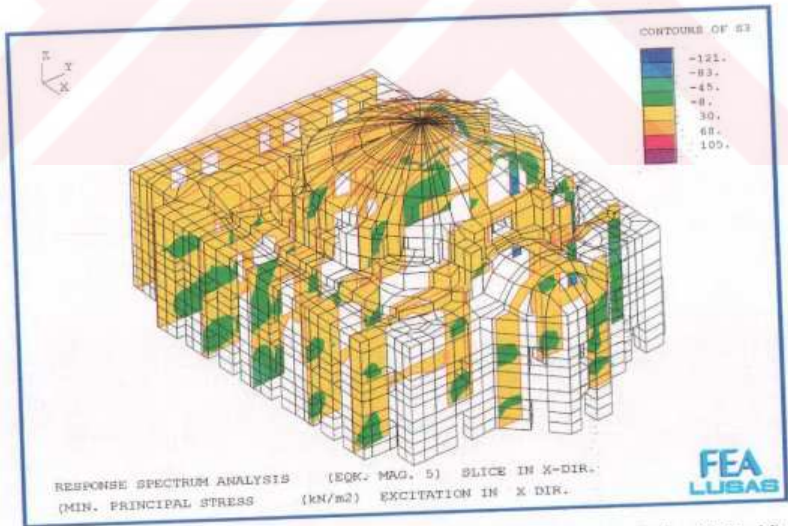 CONTOURS OF S3
-121.
-83.
-45.
-8.
30.
68.
105.
Z
Y
X
RESPONSE SPECTRUM ANALYSIS (EQK. MAG. 5) SLICE IN X-DIR.
(MIN. PRINCIPAL STRESS (kN/m2) EXCITATION IN X DIR.
FEA
LUSAS